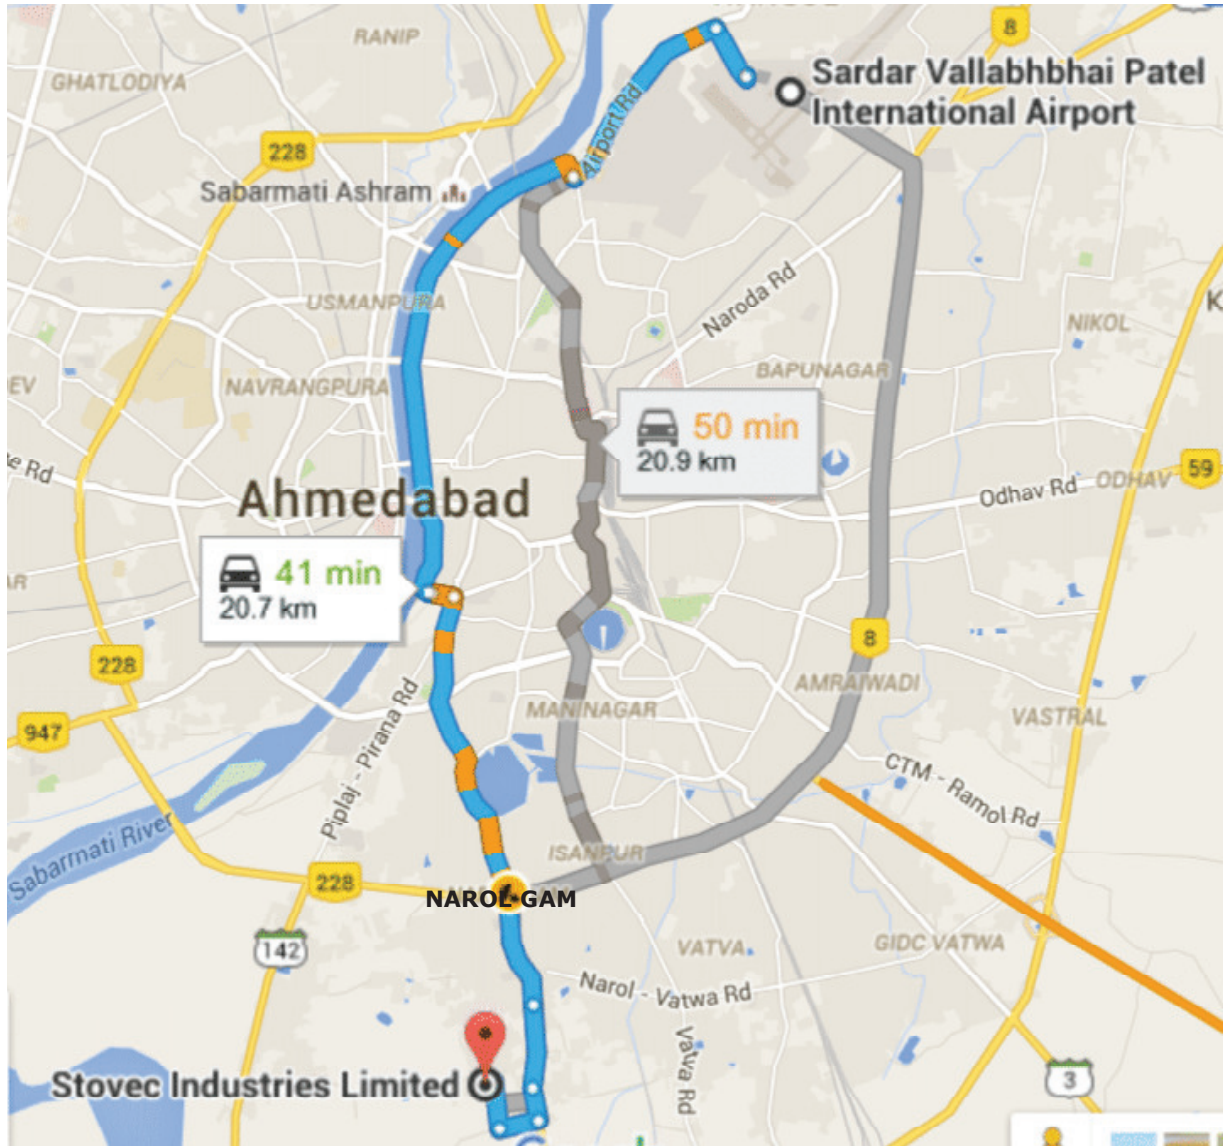 RANIP
8
GHATLODIYA
Sardar Vallabhbhai Patel
International Airport
Airport Rd
228
Sabarmati Ashram
Naroda Rd
USMANPURA
NIKOL
BAPUNAGAR
NAVRANGPURA
50 min
20.9 km
Odhav Rd
ODHAV
59
Ahmedabad
41 min
20.7 km
8
228
AMRAIWADI
MANINAGAR
VASTRAL
947
Piplaj - Pirana Rd
CTM - Ramol Rd
Sabarmati River
ISANPUR
228
NAROL GAM
142
VATVA
GIDC VATWA
Narol - Vatwa Rd
Vatva Rd
Stovec Industries Limited
3